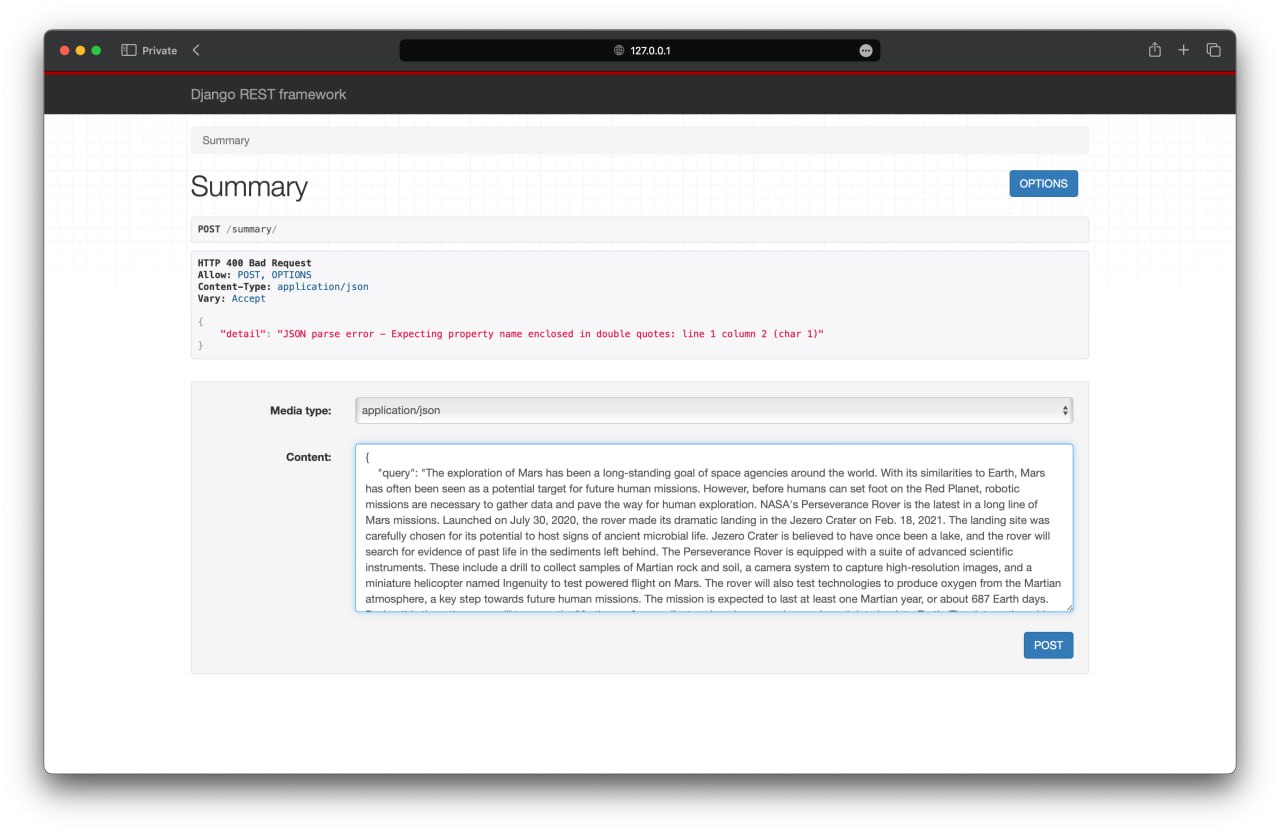 Private
127.0.0.1
Django REST framework
Summary
Summary
OPTIONS
POST /summary/
HTTP 400 Bad Request
Allow: POST, OPTIONS
Content-Type: application/json
Vary: Accept
{
"detail": "JSON parse error - Expecting property name enclosed in double quotes: line 1 column 2 (char 1)"
}
Media type:
application/json
Content:
{
"query": "The exploration of Mars has been a long-standing goal of space agencies around the world. With its similarities to Earth, Mars
has often been seen as a potential target for future human missions. However, before humans can set foot on the Red Planet, robotic
missions are necessary to gather data and pave the way for human exploration. NASA's Perseverance Rover is the latest in a long line of
Mars missions. Launched on July 30, 2020, the rover made its dramatic landing in the Jezero Crater on Feb. 18, 2021. The landing site was
carefully chosen for its potential to host signs of ancient microbial life. Jezero Crater is believed to have once been a lake, and the rover will
search for evidence of past life in the sediments left behind. The Perseverance Rover is equipped with a suite of advanced scientific
instruments. These include a drill to collect samples of Martian rock and soil, a camera system to capture high-resolution images, and a
miniature helicopter named Ingenuity to test powered flight on Mars. The rover will also test technologies to produce oxygen from the Martian
atmosphere, a key step towards future human missions. The mission is expected to last at least one Martian year, or about 687 Earth days.
POST